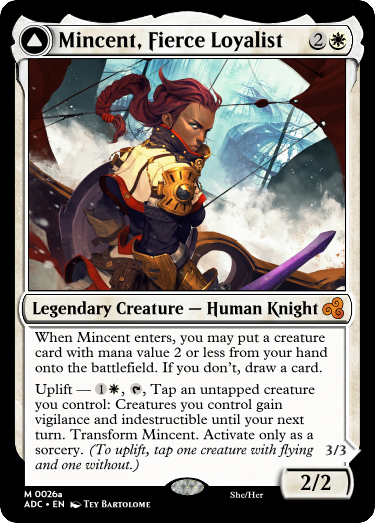 Mincent, Fierce Loyalist 2
Legendary Creature — Human Knight
When Mincent enters, you may put a creature
card with mana value 2 or less from your hand
onto the battlefield. If you don't, draw a card.
Uplift — 1, , Tap an untapped creature
you control: Creatures you control gain
vigilance and indestructible until your next
turn. Transform Mincent. Activate only as a
sorcery. (To uplift, tap one creature with flying
and one without.)
3/3
2/2
M 0026a
ADC • EN Tey Bartolome
She/Her